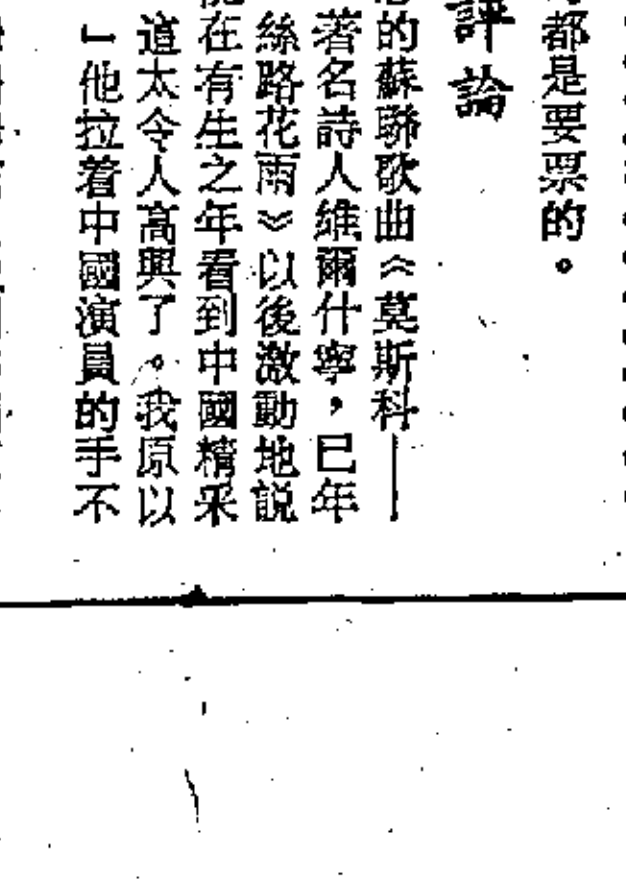 都是要票的。
評論
的蘇聯歌曲《莫斯科——
著名詩人維爾什寧,已年
絲路花雨》以後激動地説
在有生之年看到中國精采
道太令人高興了。我原以
」他拉着中國演員的手不